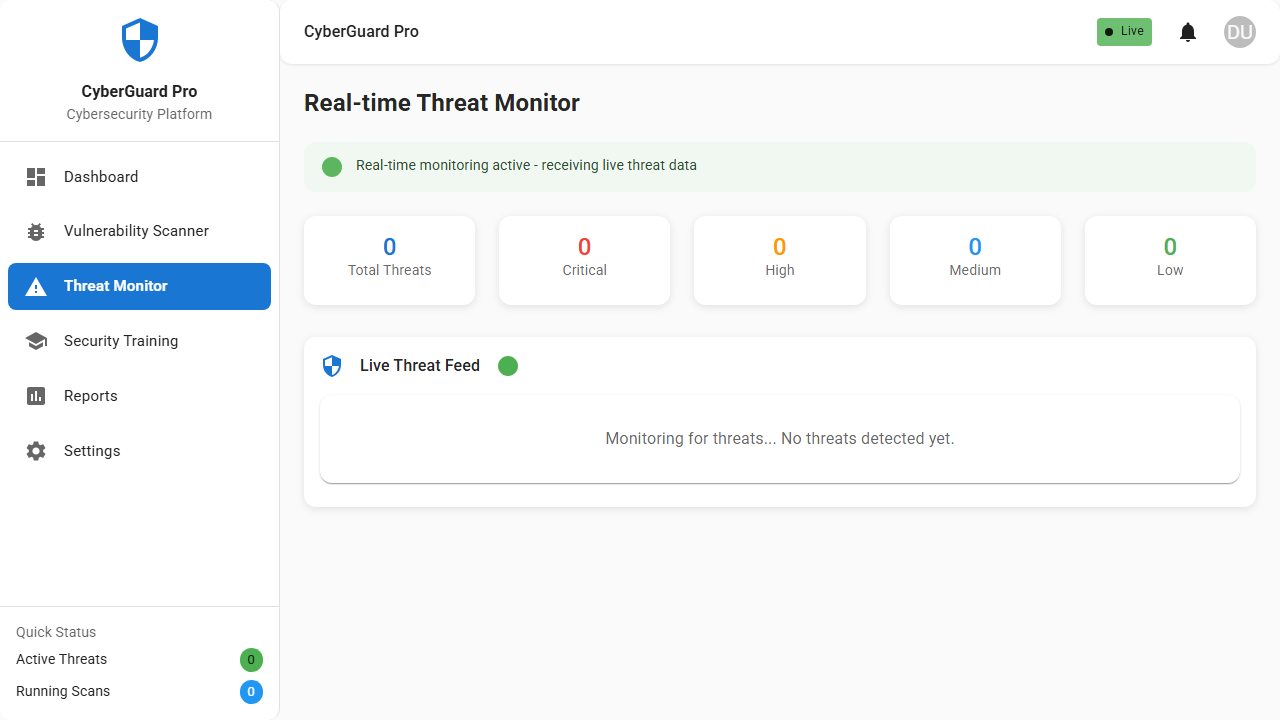 CyberGuard Pro
Cybersecurity Platform
Dashboard
Vulnerability Scanner
Threat Monitor
Security Training
Reports
Settings
Quick Status
Active Threats 0
Running Scans 0
CyberGuard Pro
Live
DU
Real-time Threat Monitor
Real-time monitoring active - receiving live threat data
0
Total Threats
0
Critical
0
High
0
Medium
0
Low
Live Threat Feed
Monitoring for threats... No threats detected yet.